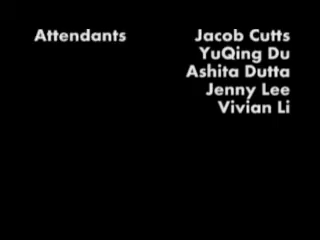 Attendants Jacob Cutts
YuQing Du
Ashita Dutta
Jenny Lee
Vivian Li